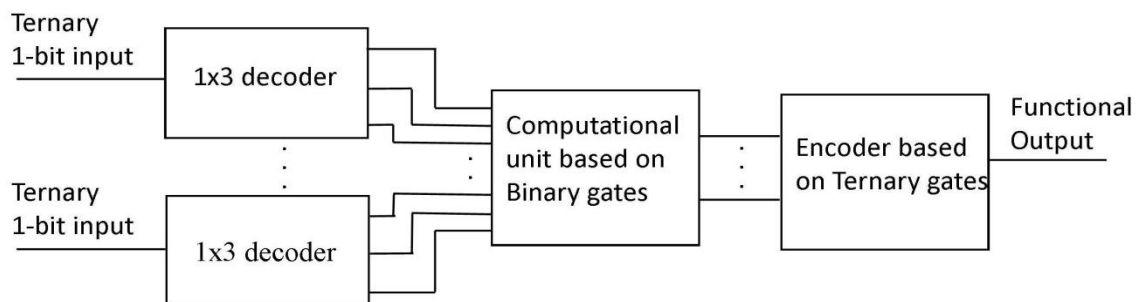 Ternary
1-bit input
1x3 decoder
Computational
unit based on
Binary gates
Encoder based
on Ternary gates
Functional
Output
Ternary
1-bit input
1x3 decoder